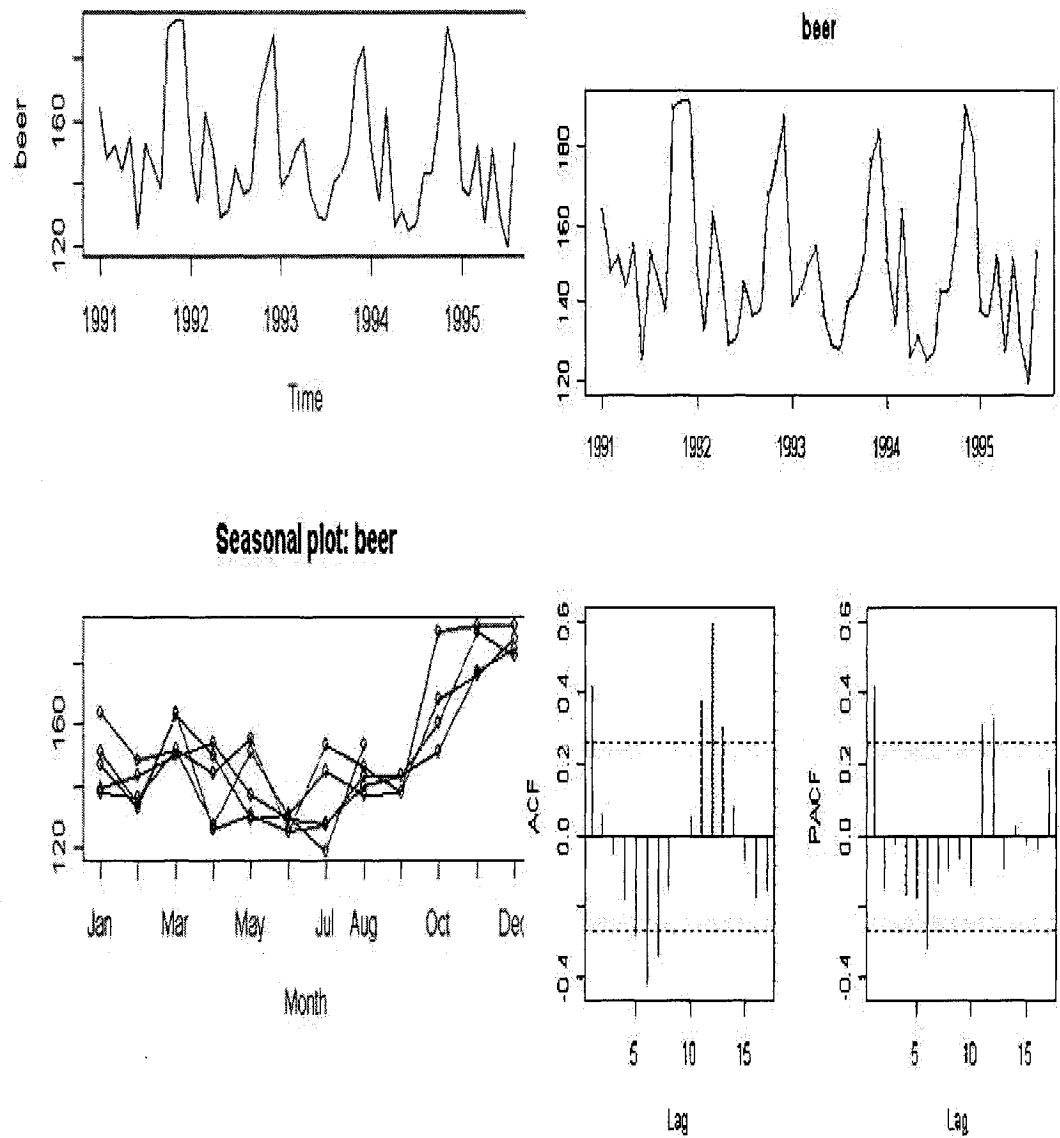 beer
160
120
1991 1992 1993 1994 1995
Time
beer
180
160
140
120
1991 1992 1993 1994 1995
Seasonal plot: beer
160
120
Jan Mar May Jul Aug Oct Dec
Month
ACF
0.6
0.4
0.2
0.0
-0.4
5 10 15
Lag
PACF
0.6
0.4
0.2
0.0
-0.4
5 10 15
Lag